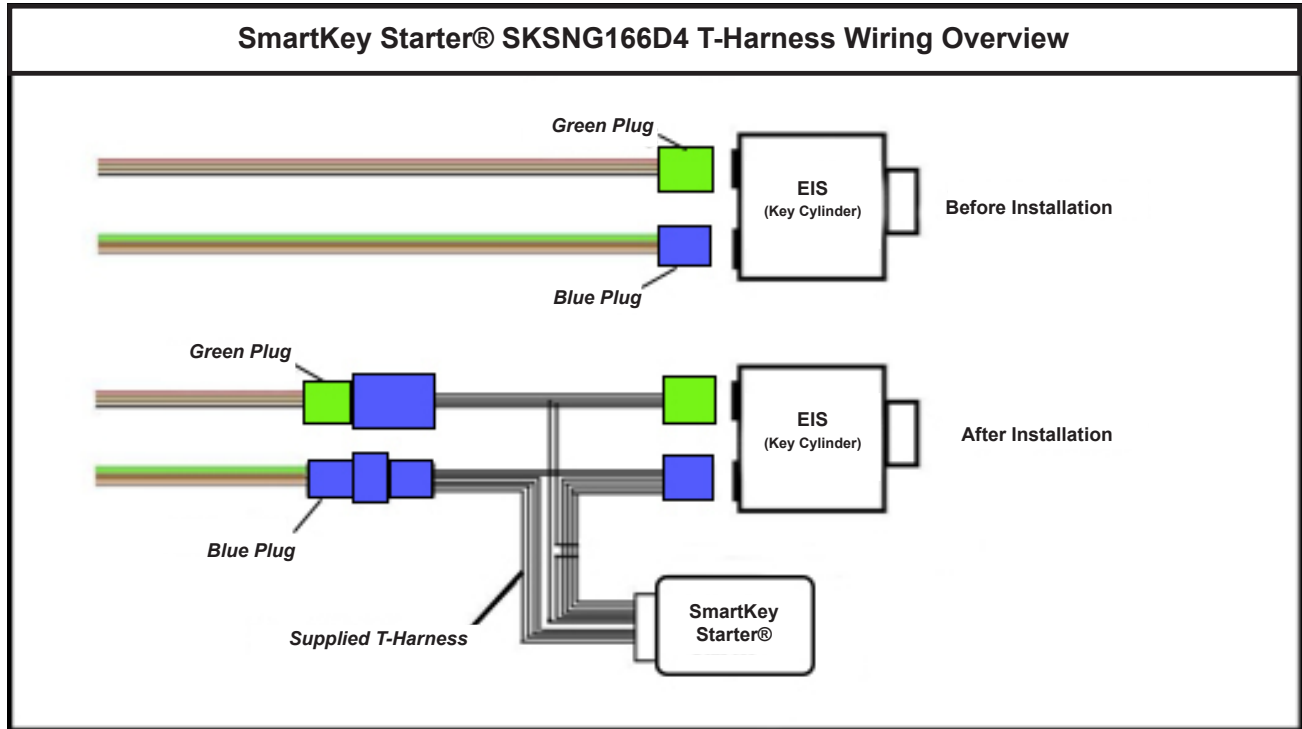 SmartKey Starter® SKSNG166D4 T-Harness Wiring Overview
Green Plug
EIS
(Key Cylinder)
Before Installation
Blue Plug
Green Plug
EIS
(Key Cylinder)
After Installation
Blue Plug
SmartKey
Starter®
Supplied T-Harness